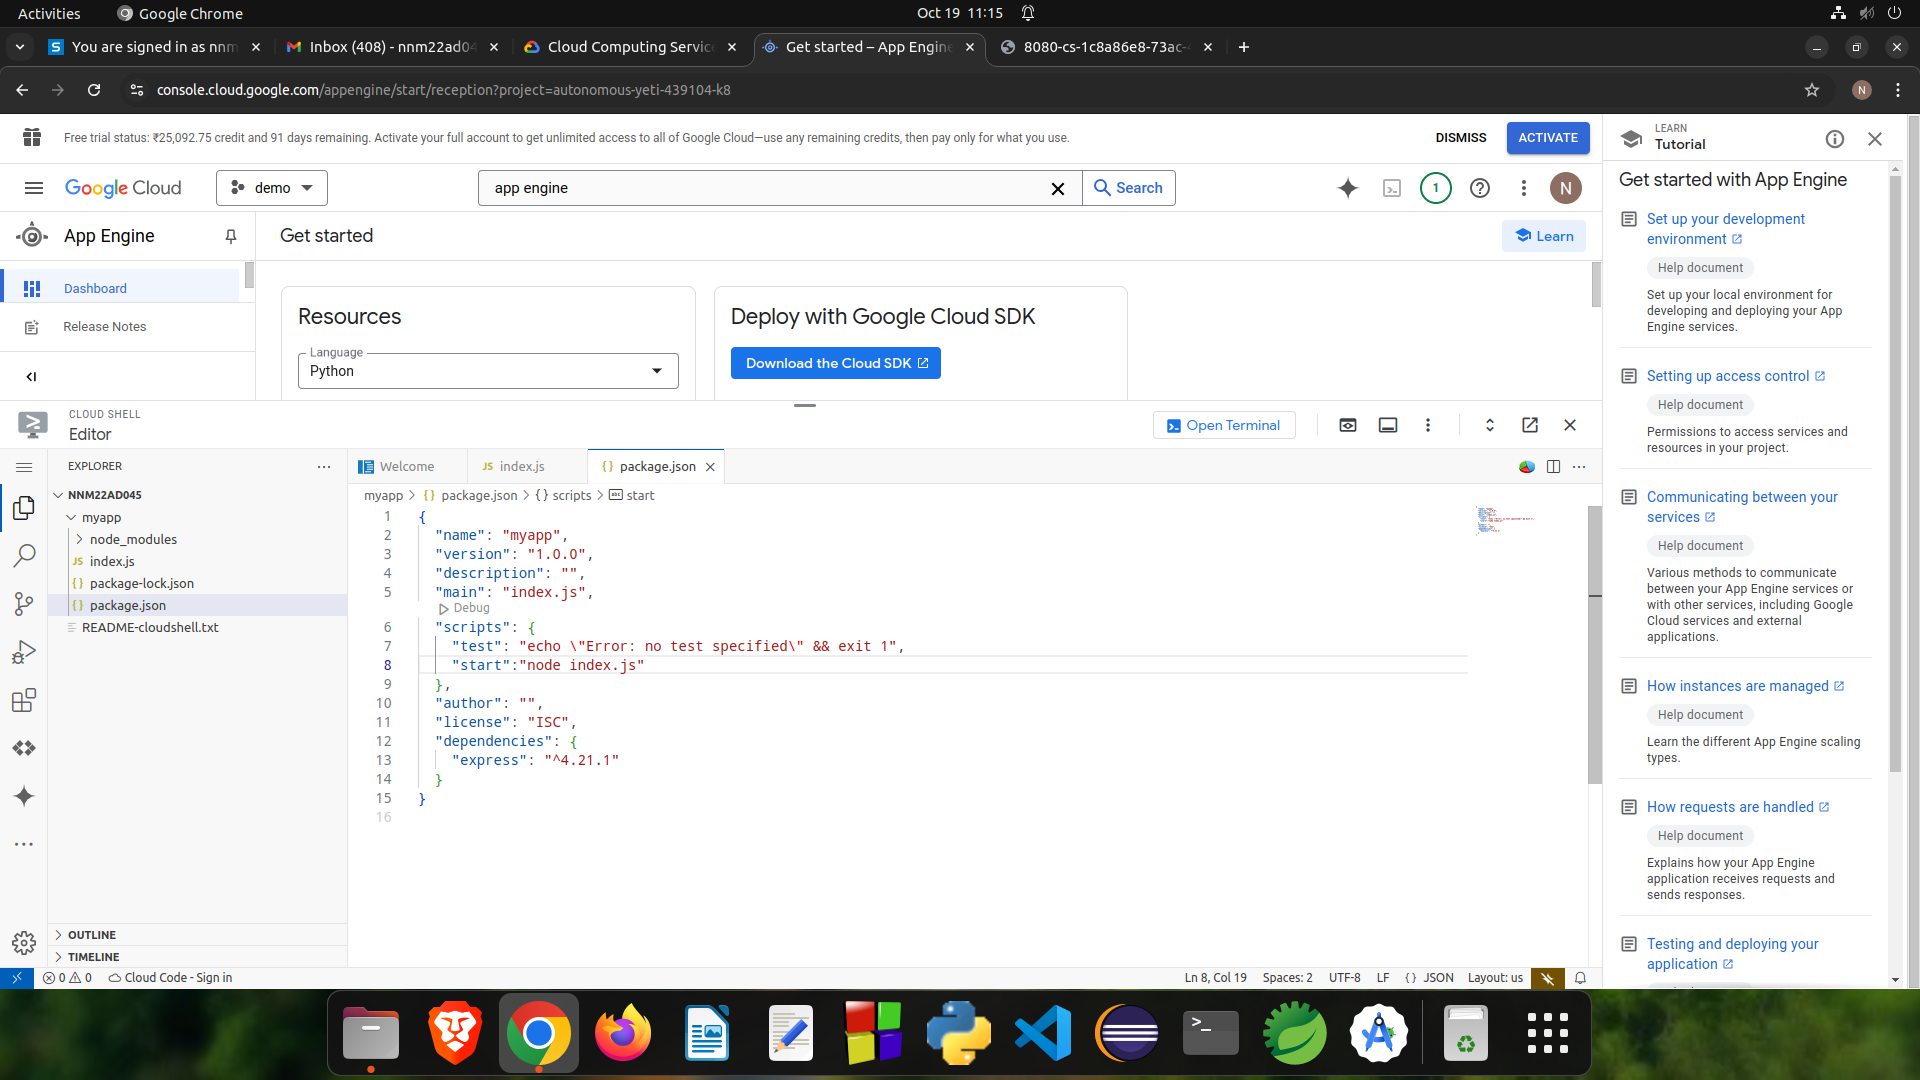 Activities
Google Chrome
Oct 19 11:15
You are signed in as nnm
Inbox (408) - nnm22ad04
Cloud Computing Service
Get started – App Engine
8080-cs-1c8a86e8-73ac-
console.cloud.google.com/appengine/start/reception?project=autonomous-yeti-439104-k8
N
Free trial status: ₹25,092.75 credit and 91 days remaining. Activate your full account to get unlimited access to all of Google Cloud—use any remaining credits, then pay only for what you use.
DISMISS
ACTIVATE
Google Cloud
demo
app engine
Search
1
N
App Engine
Get started
Learn
Dashboard
Release Notes
Resources
Language
Python
Deploy with Google Cloud SDK
Download the Cloud SDK
CLOUD SHELL
Editor
Open Terminal
EXPLORER
NNM22AD045
myapp
node_modules
JS index.js
{} package-lock.json
{} package.json
README-cloudshell.txt
OUTLINE
TIMELINE
Welcome
JS index.js
{} package.json
myapp > {} package.json > {} scripts > abc start
1 {
2 "name": "myapp",
3 "version": "1.0.0",
4 "description": "",
5 "main": "index.js",
Debug
6 "scripts": {
7 "test": "echo \"Error: no test specified\" && exit 1",
8 "start":"node index.js"
9 },
10 "author": "",
11 "license": "ISC",
12 "dependencies": {
13 "express": "^4.21.1"
14 }
15 }
16
0 0
Cloud Code - Sign in
Ln 8, Col 19
Spaces: 2
UTF-8
LF
{} JSON
Layout: us
LEARN
Tutorial
Get started with App Engine
Set up your development
environment
Help document
Set up your local environment for
developing and deploying your App
Engine services.
Setting up access control
Help document
Permissions to access services and
resources in your project.
Communicating between your
services
Help document
Various methods to communicate
between your App Engine services or
with other services, including Google
Cloud services and external
applications.
How instances are managed
Help document
Learn the different App Engine scaling
types.
How requests are handled
Help document
Explains how your App Engine
application receives requests and
sends responses.
Testing and deploying your
application